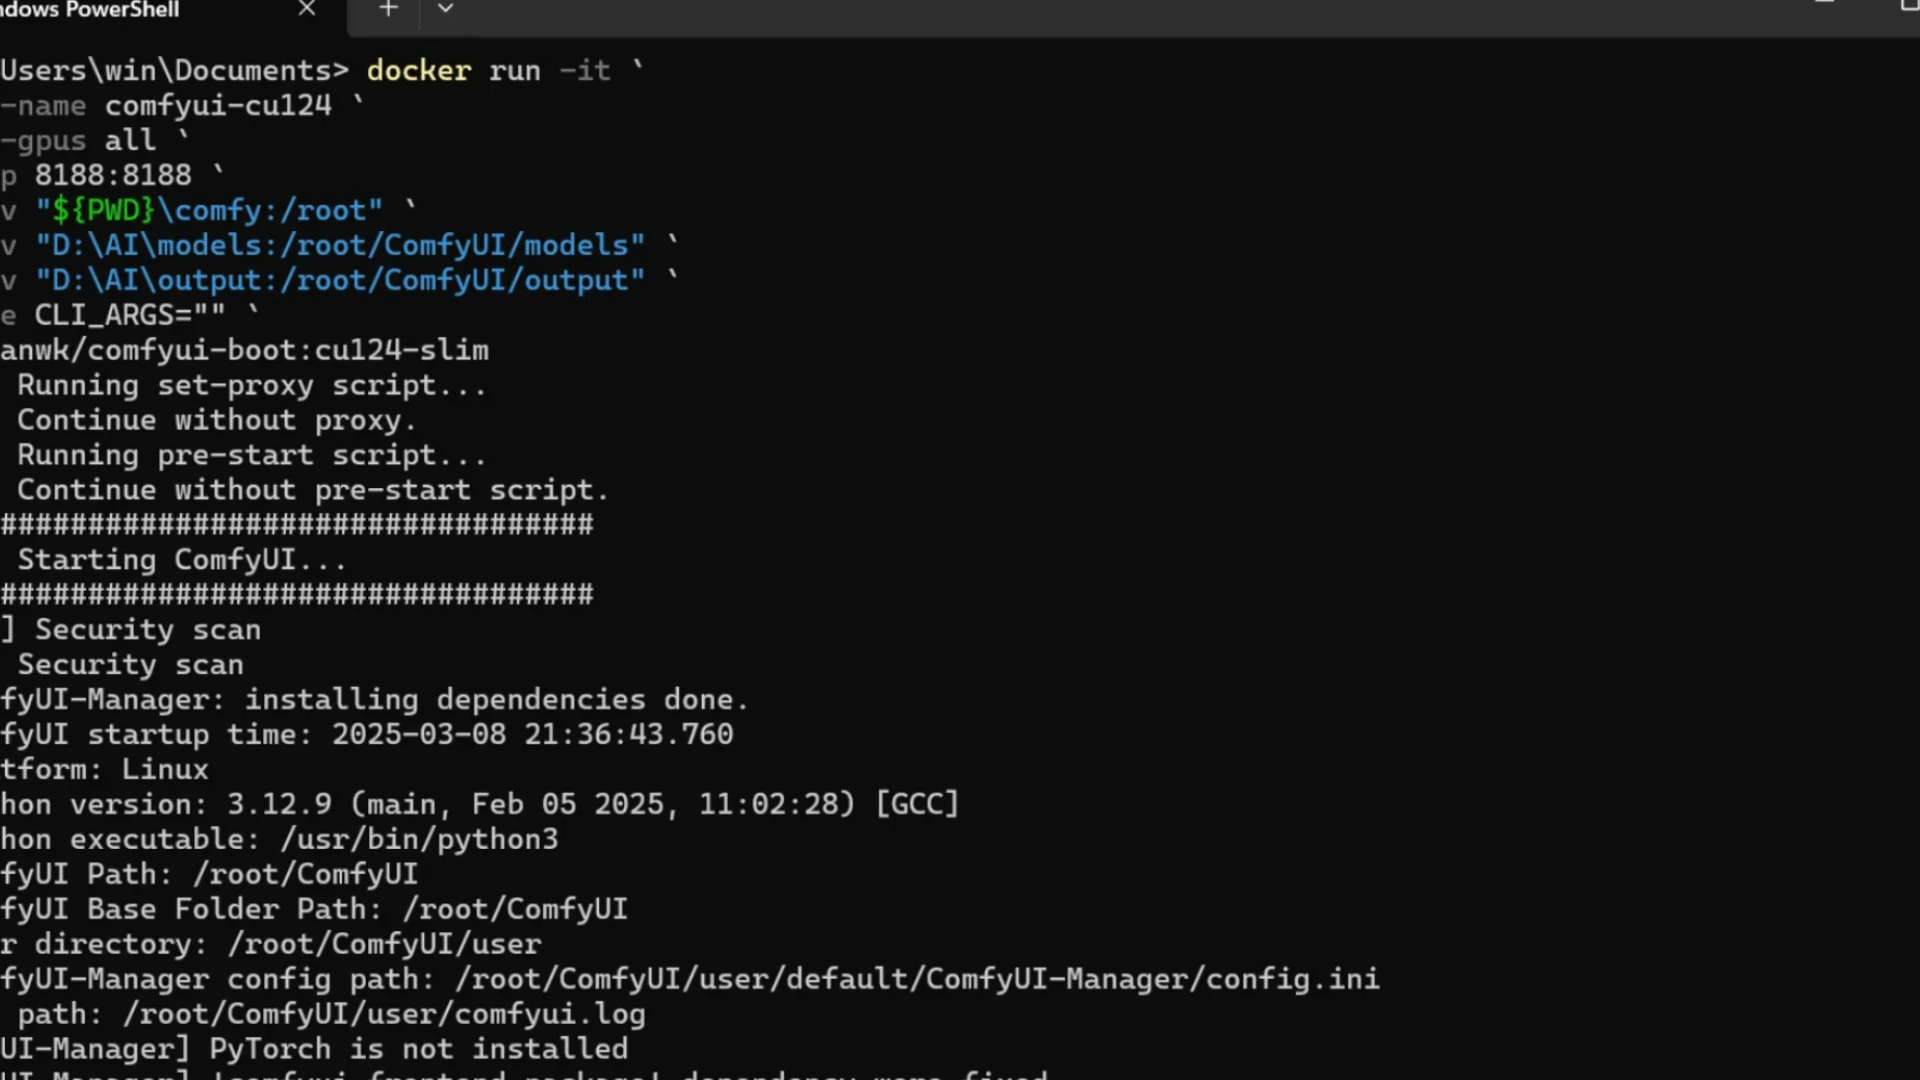 ndows PowerShell
Users\win\Documents> docker run -it `
-name comfyui-cu124 `
-gpus all `
p 8188:8188 `
v "${PWD}\comfy:/root" `
v "D:\AI\models:/root/ComfyUI/models" `
v "D:\AI\output:/root/ComfyUI/output" `
e CLI_ARGS="" `
anwk/comfyui-boot:cu124-slim
Running set-proxy script...
Continue without proxy.
Running pre-start script...
Continue without pre-start script.
##################################
Starting ComfyUI...
##################################
] Security scan
Security scan
fyUI-Manager: installing dependencies done.
fyUI startup time: 2025-03-08 21:36:43.760
tform: Linux
hon version: 3.12.9 (main, Feb 05 2025, 11:02:28) [GCC]
hon executable: /usr/bin/python3
fyUI Path: /root/ComfyUI
fyUI Base Folder Path: /root/ComfyUI
r directory: /root/ComfyUI/user
fyUI-Manager config path: /root/ComfyUI/user/default/ComfyUI-Manager/config.ini
path: /root/ComfyUI/user/comfyui.log
UI-Manager] PyTorch is not installed